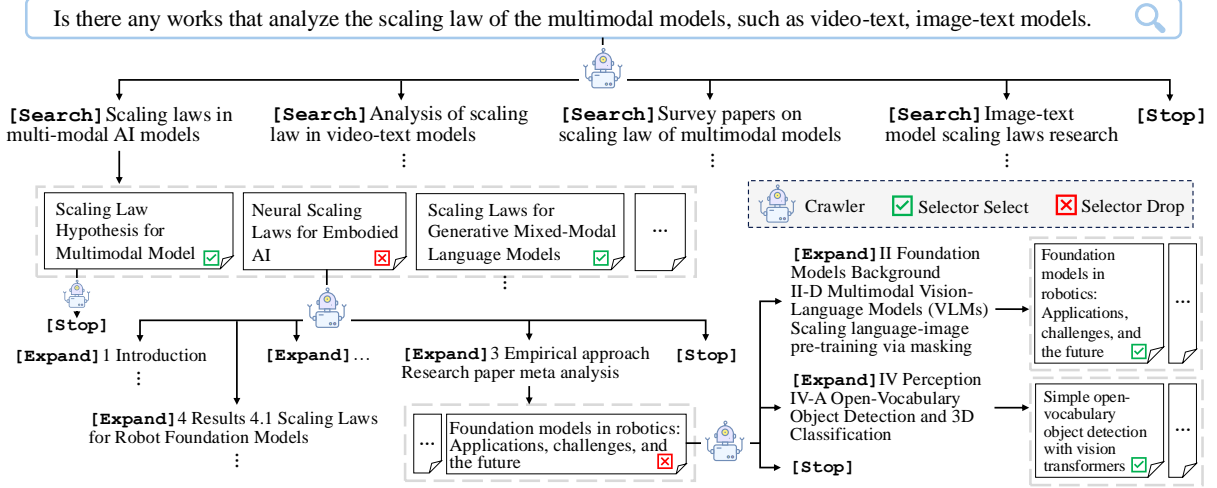 Is there any works that analyze the scaling law of the multimodal models, such as video-text, image-text models.
[Search] Scaling laws in
multi-modal AI models
[Search] Analysis of scaling
law in video-text models
⋮
[Search] Survey papers on
scaling law of multimodal models
⋮
[Search] Image-text
model scaling laws research
⋮
[Stop]
Scaling Law
Hypothesis for
Multimodal Model
Neural Scaling
Laws for Embodied
AI
Scaling Laws for
Generative Mixed-Modal
Language Models
⋮
...
Crawler
Selector Select
Selector Drop
[Stop]
[Expand] 1 Introduction
⋮
[Expand] 4 Results 4.1 Scaling Laws
for Robot Foundation Models
⋮
[Expand] ...
[Expand] 3 Empirical approach
Research paper meta analysis
[Stop]
...
Foundation models in robotics:
Applications, challenges, and
the future
[Expand] II Foundation
Models Background
II-D Multimodal Vision-
Language Models (VLMs)
Scaling language-image
pre-training via masking
Foundation
models in
robotics:
Applications,
challenges, and
the future
...
[Expand] IV Perception
IV-A Open-Vocabulary
Object Detection and 3D
Classification
Simple open-
vocabulary
object detection
with vision
transformers
...
[Stop]